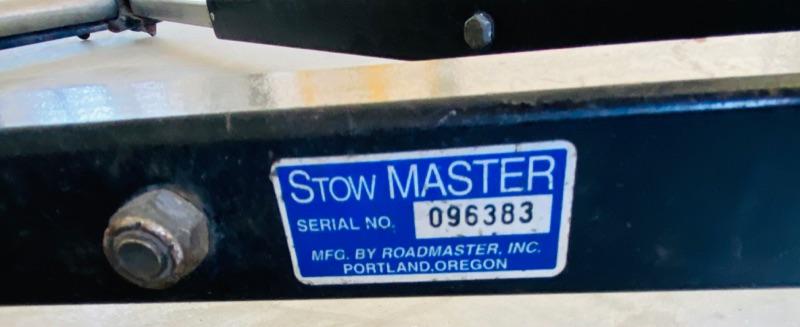 STOW MASTER
SERIAL NO. 096383
MFG. BY ROADMASTER, INC.
PORTLAND, OREGON